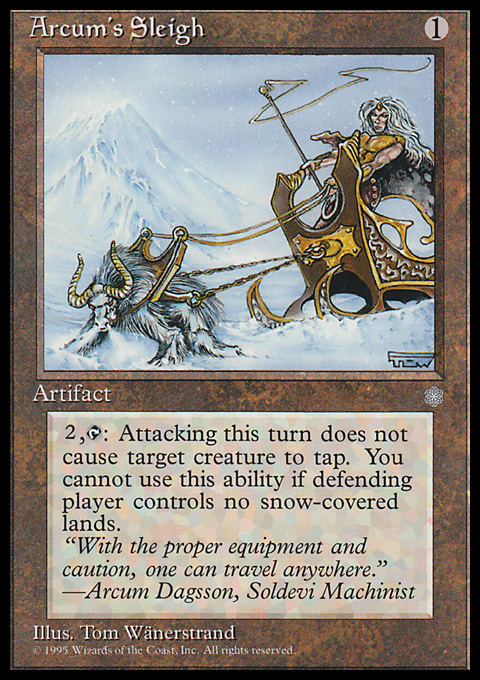 Arcum's Sleigh 1
TEW
Artifact
2,T: Attacking this turn does not
cause target creature to tap. You
cannot use this ability if defending
player controls no snow-covered
lands.
“With the proper equipment and
caution, one can travel anywhere.”
—Arcum Dagsson, Soldevi Machinist
Illus. Tom Wänerstrand
© 1995 Wizards of the Coast, Inc. All rights reserved.